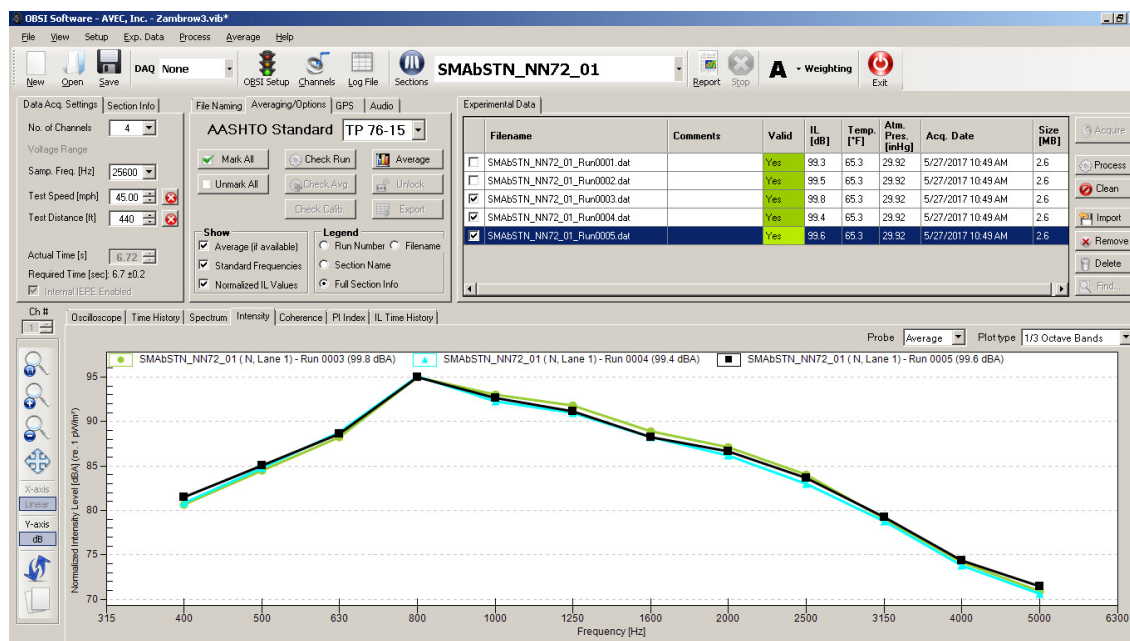 OBSI Software - AVEC, Inc. - Zambrow3.vib*
File View Setup Exp. Data Process Average Help
New Open Save DAQ None OBSI Setup Channels Log File Sections SMAbSTN_NN72_01 Report Stop A - Weighting Exit
Data Acq. Settings Section Info
No. of Channels 4
Voltage Range
Samp. Freq. [Hz] 25600
Test Speed [mph] 45.00
Test Distance [ft] 440
Actual Time [s] 6.72
Required Time [sec]: 6.7 ±0.2
Internal IEPE Enabled
File Naming Averaging/Options GPS Audio
AASHTO Standard TP 76-15
Mark All Check Run Average
Unmark All Check Avg. Unlock
Check Calib. Export
Show
Average (if available)
Standard Frequencies
Normalized IL Values
Legend
Run Number Filename
Section Name
Full Section Info
Experimental Data
Filename Comments Valid IL [dB] Temp. [°F] Atm. Pres. [inHg] Acq. Date Size [MB]
SMAbSTN_NN72_01_Run0001.dat Yes 99.3 65.3 29.92 5/27/2017 10:49 AM 2.6
SMAbSTN_NN72_01_Run0002.dat Yes 99.5 65.3 29.92 5/27/2017 10:49 AM 2.6
SMAbSTN_NN72_01_Run0003.dat Yes 99.8 65.3 29.92 5/27/2017 10:49 AM 2.6
SMAbSTN_NN72_01_Run0004.dat Yes 99.4 65.3 29.92 5/27/2017 10:49 AM 2.6
SMAbSTN_NN72_01_Run0005.dat Yes 99.6 65.3 29.92 5/27/2017 10:49 AM 2.6
Acquire
Process
Clean
Import
Remove
Delete
Find...
Ch #
1
Oscilloscope Time History Spectrum Intensity Coherence PI Index IL Time History
Probe Average Plot type 1/3 Octave Bands
SMAbSTN_NN72_01 ( N, Lane 1) - Run 0003 (99.8 dBA) SMAbSTN_NN72_01 ( N, Lane 1) - Run 0004 (99.4 dBA) SMAbSTN_NN72_01 ( N, Lane 1) - Run 0005 (99.6 dBA)
X-axis
Linear
Y-axis
dB
Normalized Intensity Level [dBA] (re. 1 pW/m²)
95
90
85
80
75
70
315 400 500 630 800 1000 1250 1600 2000 2500 3150 4000 5000 6300
Frequency [Hz]